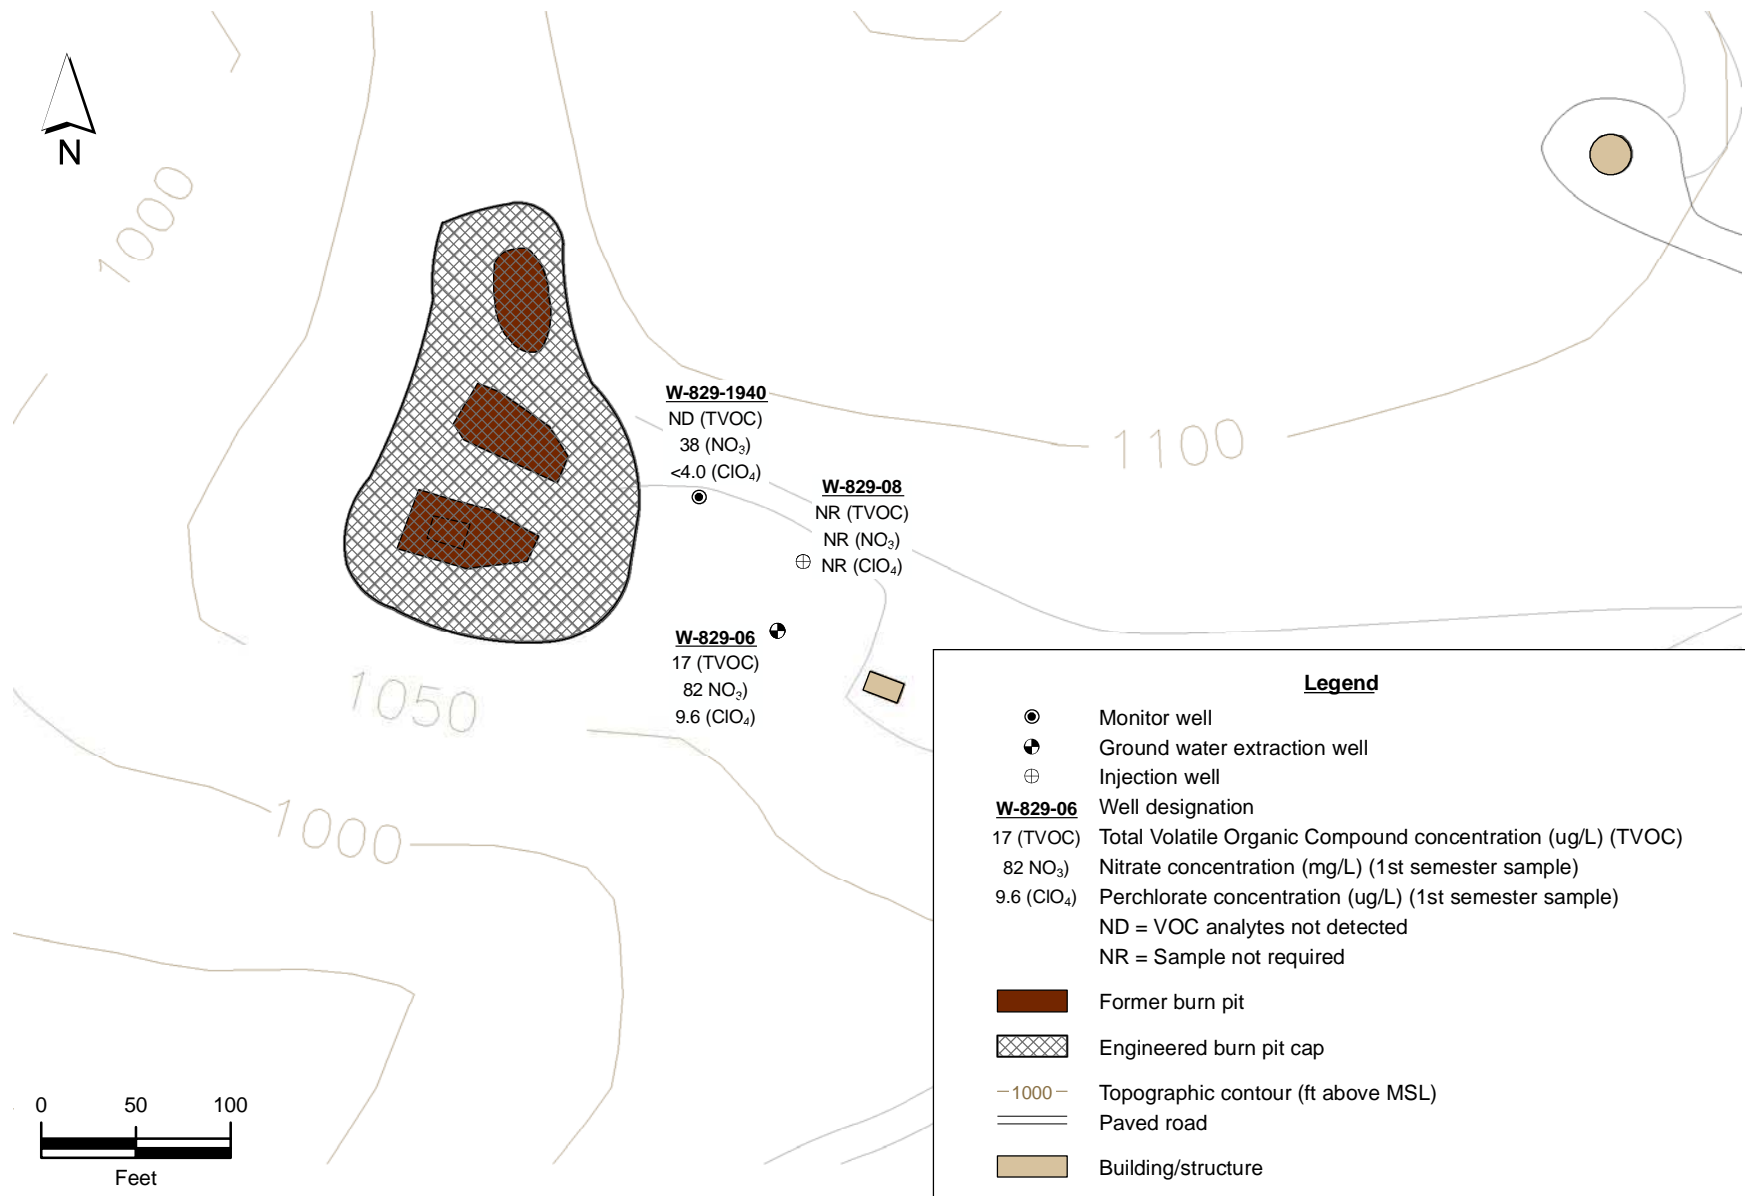 N
1000
W-829-1940
ND (TVOC)
38 (NO₃)
<4.0 (ClO₄)
1100
W-829-08
NR (TVOC)
NR (NO₃)
NR (ClO₄)
W-829-06
17 (TVOC)
82 NO₃)
9.6 (ClO₄)
1050
1000
0 50 100
Feet
Legend
Monitor well
Ground water extraction well
Injection well
W-829-06 Well designation
17 (TVOC) Total Volatile Organic Compound concentration (ug/L) (TVOC)
82 NO₃) Nitrate concentration (mg/L) (1st semester sample)
9.6 (ClO₄) Perchlorate concentration (ug/L) (1st semester sample)
ND = VOC analytes not detected
NR = Sample not required
Former burn pit
Engineered burn pit cap
1000 Topographic contour (ft above MSL)
Paved road
Building/structure